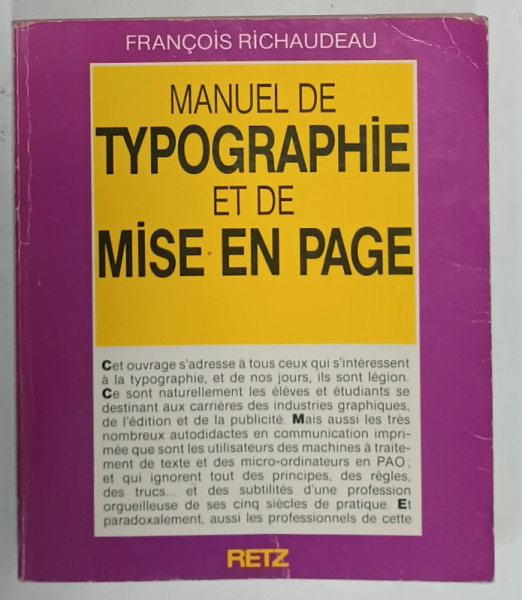 FRANÇOiS RiCHAUDEAU
MANUEL DE
TYPOGRAPHiE
ET DE
MiSE EN PAGE
Cet ouvrage s'adresse à tous ceux qui s'intéressent
à la typographie, et de nos jours, ils sont légion.
Ce sont naturellement les élèves et étudiants se
destinant aux carrières des industries graphiques,
de l'édition et de la publicité. Mais aussi les très
nombreux autodidactes en communication impri-
mée que sont les utilisateurs des machines à traite-
ment de texte et des micro-ordinateurs en PAO;
et qui ignorent tout des principes, des règles,
des trucs... et des subtilités d'une profession
orgueilleuse de ses cinq siècles de pratique. Et
paradoxalement, aussi les professionnels de cette
RETZ